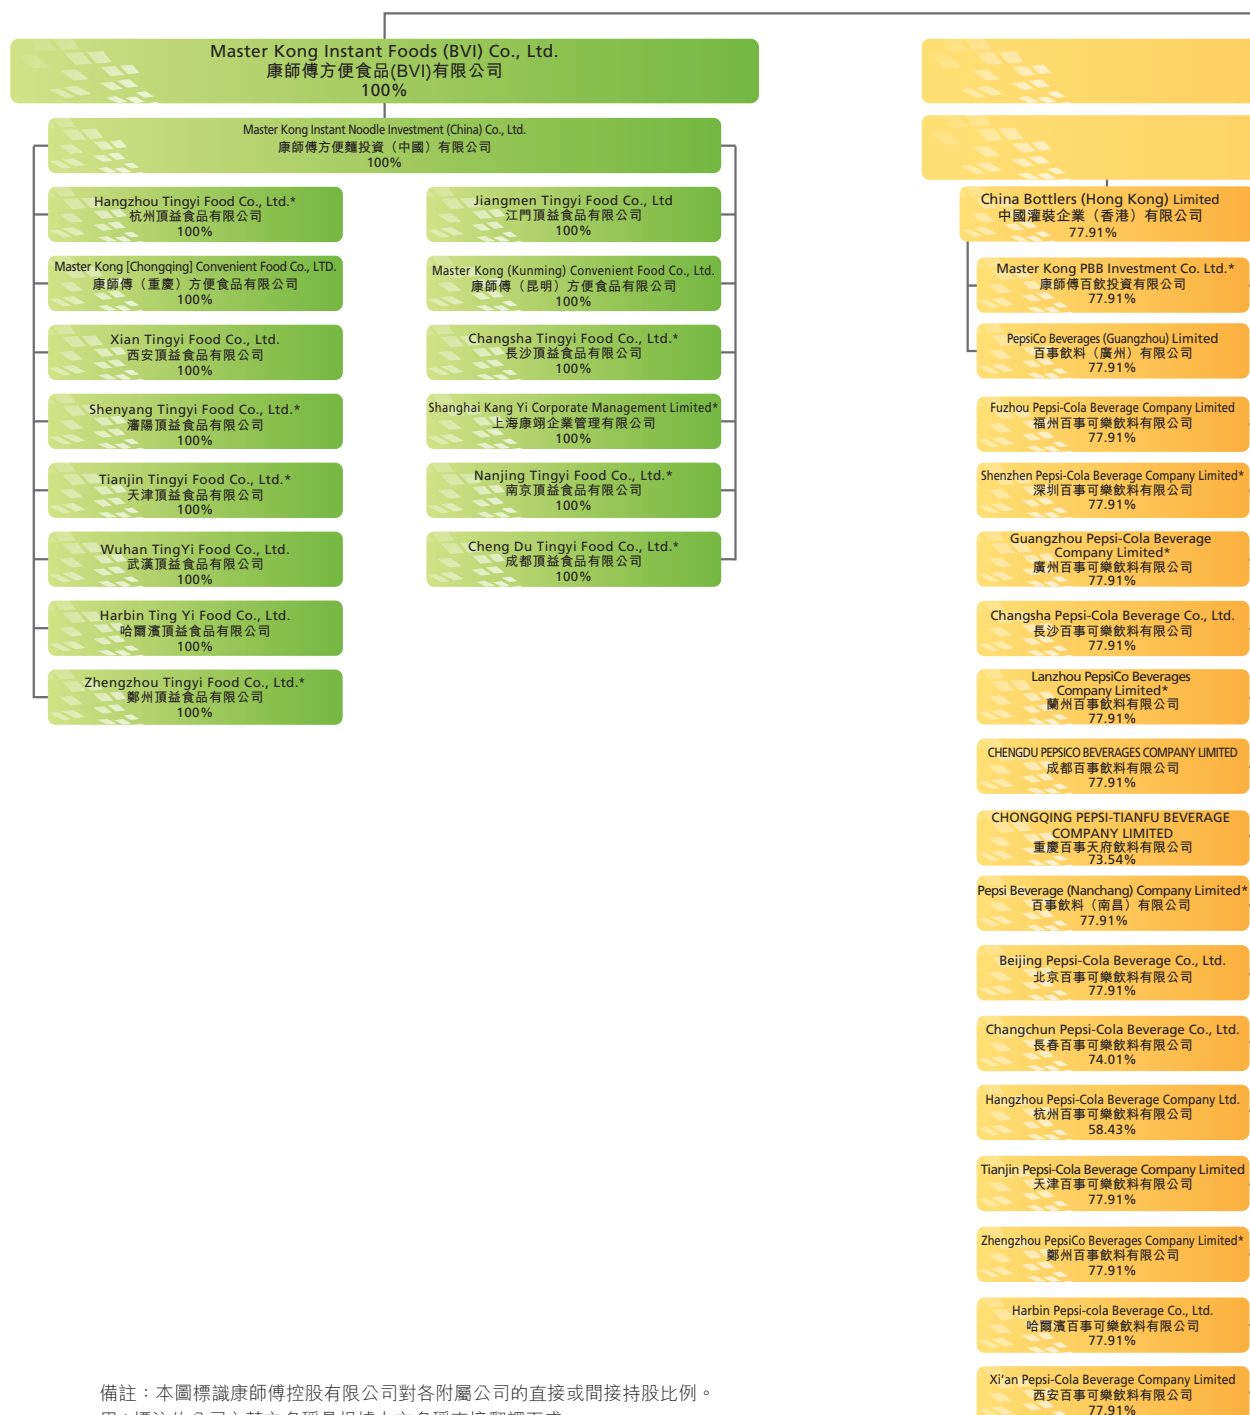 Master Kong Instant Foods (BVI) Co., Ltd.
康師傅方便食品(BVI)有限公司
100%
Master Kong Instant Noodle Investment (China) Co., Ltd.
康師傅方便麵投資（中國）有限公司
100%
Hangzhou Tingyi Food Co., Ltd.*
杭州頂益食品有限公司
100%
Master Kong [Chongqing] Convenient Food Co., LTD.
康師傅（重慶）方便食品有限公司
100%
Xian Tingyi Food Co., Ltd.
西安頂益食品有限公司
100%
Shenyang Tingyi Food Co., Ltd.*
瀋陽頂益食品有限公司
100%
Tianjin Tingyi Food Co., Ltd.*
天津頂益食品有限公司
100%
Wuhan TingYi Food Co., Ltd.
武漢頂益食品有限公司
100%
Harbin Ting Yi Food Co., Ltd.
哈爾濱頂益食品有限公司
100%
Zhengzhou Tingyi Food Co., Ltd.*
鄭州頂益食品有限公司
100%
Jiangmen Tingyi Food Co., Ltd
江門頂益食品有限公司
100%
Master Kong (Kunming) Convenient Food Co., Ltd.
康師傅（昆明）方便食品有限公司
100%
Changsha Tingyi Food Co., Ltd.*
長沙頂益食品有限公司
100%
Shanghai Kang Yi Corporate Management Limited*
上海康翊企業管理有限公司
100%
Nanjing Tingyi Food Co., Ltd.*
南京頂益食品有限公司
100%
Cheng Du Tingyi Food Co., Ltd.*
成都頂益食品有限公司
100%
China Bottlers (Hong Kong) Limited
中國灌裝企業（香港）有限公司
77.91%
Master Kong PBB Investment Co. Ltd.*
康師傅百飲投資有限公司
77.91%
PepsiCo Beverages (Guangzhou) Limited
百事飲料（廣州）有限公司
77.91%
Fuzhou Pepsi-Cola Beverage Company Limited
福州百事可樂飲料有限公司
77.91%
Shenzhen Pepsi-Cola Beverage Company Limited*
深圳百事可樂飲料有限公司
77.91%
Guangzhou Pepsi-Cola Beverage
Company Limited*
廣州百事可樂飲料有限公司
77.91%
Changsha Pepsi-Cola Beverage Co., Ltd.
長沙百事可樂飲料有限公司
77.91%
Lanzhou PepsiCo Beverages
Company Limited*
蘭州百事飲料有限公司
77.91%
CHENGDU PEPSICO BEVERAGES COMPANY LIMITED
成都百事飲料有限公司
77.91%
CHONGQING PEPSI-TIANFU BEVERAGE
COMPANY LIMITED
重慶百事天府飲料有限公司
73.54%
Pepsi Beverage (Nanchang) Company Limited*
百事飲料（南昌）有限公司
77.91%
Beijing Pepsi-Cola Beverage Co., Ltd.
北京百事可樂飲料有限公司
77.91%
Changchun Pepsi-Cola Beverage Co., Ltd.
長春百事可樂飲料有限公司
74.01%
Hangzhou Pepsi-Cola Beverage Company Ltd.
杭州百事可樂飲料有限公司
58.43%
Tianjin Pepsi-Cola Beverage Company Limited
天津百事可樂飲料有限公司
77.91%
Zhengzhou PepsiCo Beverages Company Limited*
鄭州百事飲料有限公司
77.91%
Harbin Pepsi-cola Beverage Co., Ltd.
哈爾濱百事可樂飲料有限公司
77.91%
Xi'an Pepsi-Cola Beverage Company Limited
西安百事可樂飲料有限公司
77.91%
備註：本圖標識康師傅控股有限公司對各附屬公司的直接或間接持股比例。